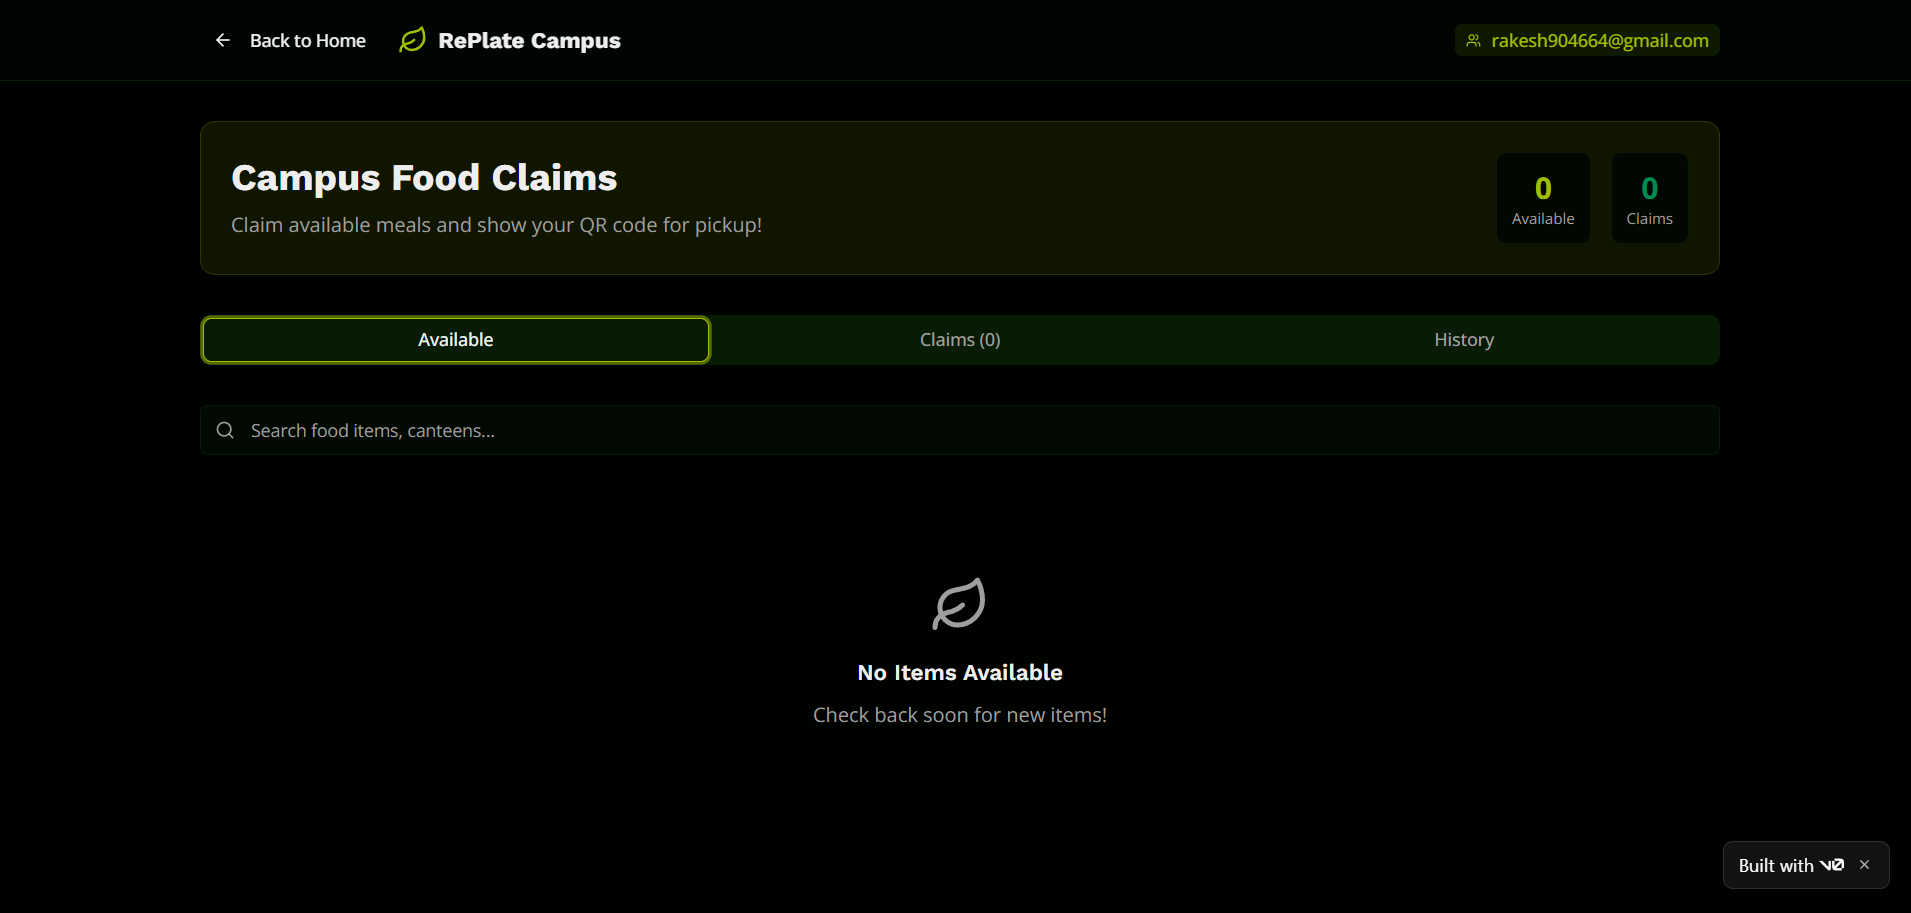 Back to Home
RePlate Campus
rakesh904664@gmail.com
Campus Food Claims
Claim available meals and show your QR code for pickup!
0
Available
0
Claims
Available
Claims (0)
History
Search food items, canteens...
No Items Available
Check back soon for new items!
Built with v0